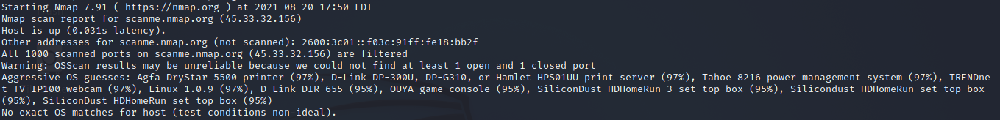 Starting Nmap 7.91 ( https://nmap.org ) at 2021-08-20 17:50 EDT
Nmap scan report for scanme.nmap.org (45.33.32.156)
Host is up (0.031s latency).
Other addresses for scanme.nmap.org (not scanned): 2600:3c01::f03c:91ff:fe18:bb2f
All 1000 scanned ports on scanme.nmap.org (45.33.32.156) are filtered
Warning: OSScan results may be unreliable because we could not find at least 1 open and 1 closed port
Aggressive OS guesses: Agfa DryStar 5500 printer (97%), D-Link DP-300U, DP-G310, or Hamlet HPS01UU print server (97%), Tahoe 8216 power management system (97%), TRENDne
t TV-IP100 webcam (97%), Linux 1.0.9 (97%), D-Link DIR-655 (95%), OUYA game console (95%), SiliconDust HDHomeRun 3 set top box (95%), Silicondust HDHomeRun set top box
(95%), SiliconDust HDHomeRun set top box (95%)
No exact OS matches for host (test conditions non-ideal).